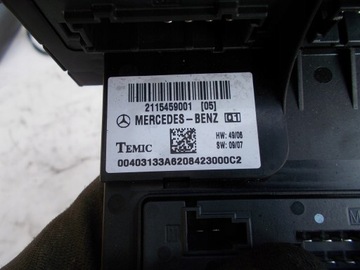 2115459001 [05]
MERCEDES-BENZ
HW: 49/06
TEMIC SW: 09/07
00403133A6208423000C2